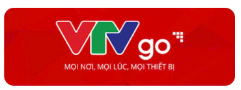 VTV go
MỌI NƠI, MỌI LÚC, MỌI THIẾT BỊ